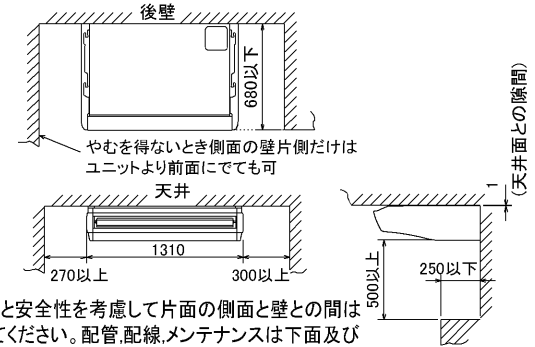 後壁
680以下
やむを得ないとき側面の壁片側だけは
ユニットより前面にでても可
天井
1310
270以上
300以上
1
(天井面との隙間)
500以上
250以下
と安全性を考慮して片面の側面と壁との間は
てください。配管,配線,メンテナンスは下面及び